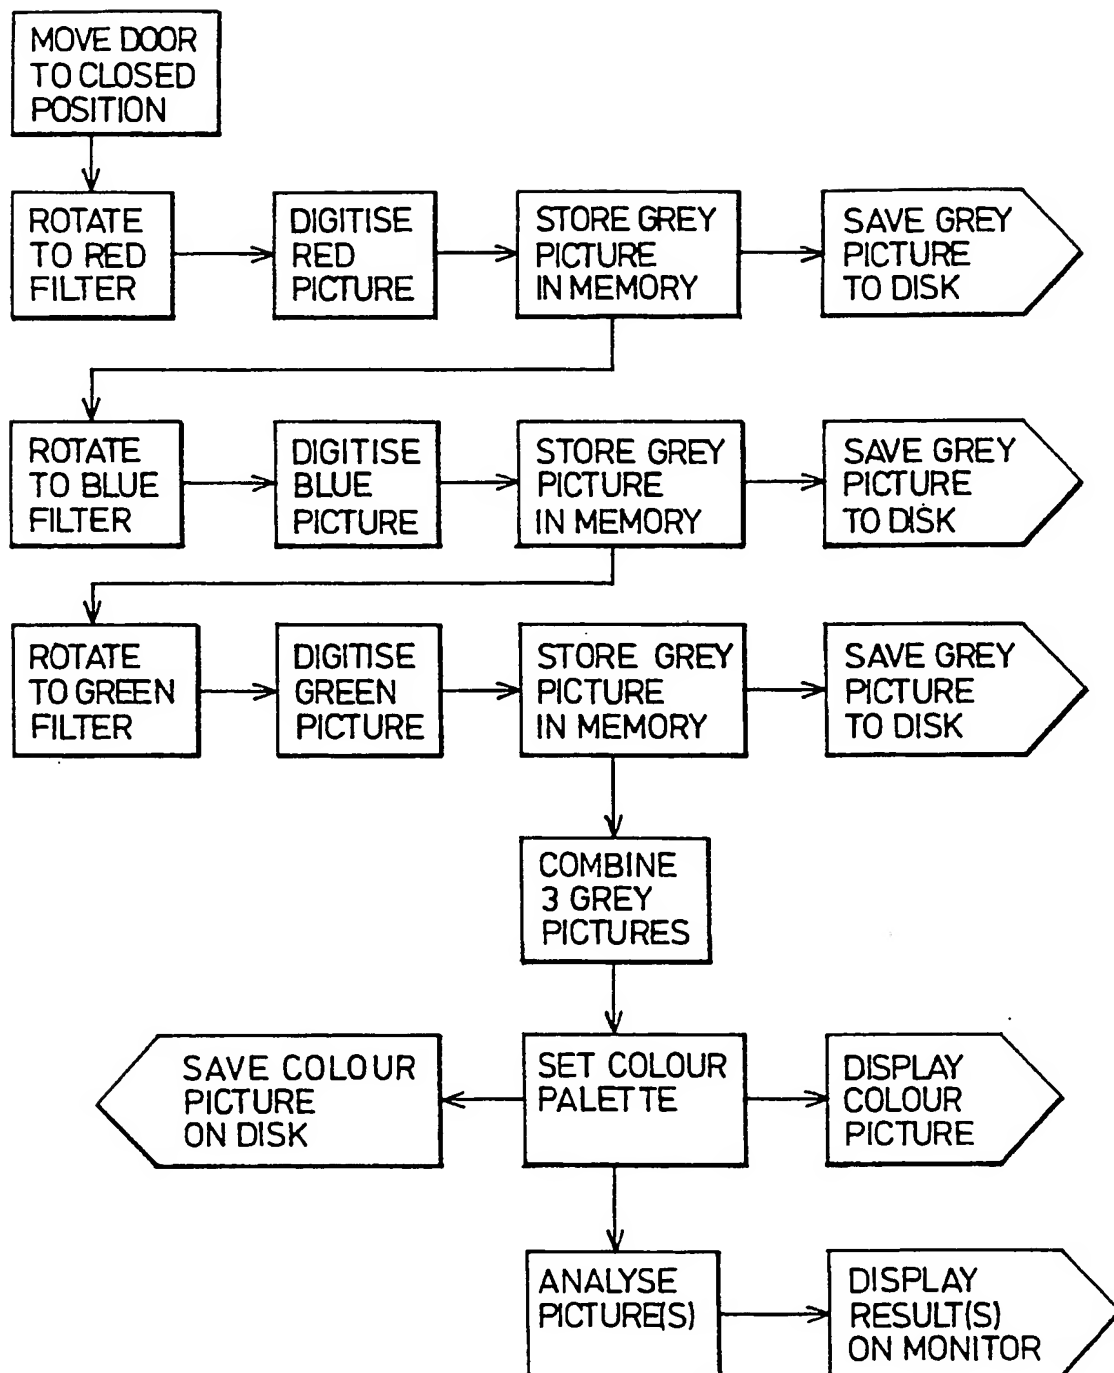 MOVE DOOR
TO CLOSED
POSITION
ROTATE
TO RED
FILTER
DIGITISE
RED
PICTURE
STORE GREY
PICTURE
IN MEMORY
SAVE GREY
PICTURE
TO DISK
ROTATE
TO BLUE
FILTER
DIGITISE
BLUE
PICTURE
STORE GREY
PICTURE
IN MEMORY
SAVE GREY
PICTURE
TO DISK
ROTATE
TO GREEN
FILTER
DIGITISE
GREEN
PICTURE
STORE GREY
PICTURE
IN MEMORY
SAVE GREY
PICTURE
TO DISK
COMBINE
3 GREY
PICTURES
SAVE COLOUR
PICTURE
ON DISK
SET COLOUR
PALETTE
DISPLAY
COLOUR
PICTURE
ANALYSE
PICTURE(S)
DISPLAY
RESULT(S)
ON MONITOR